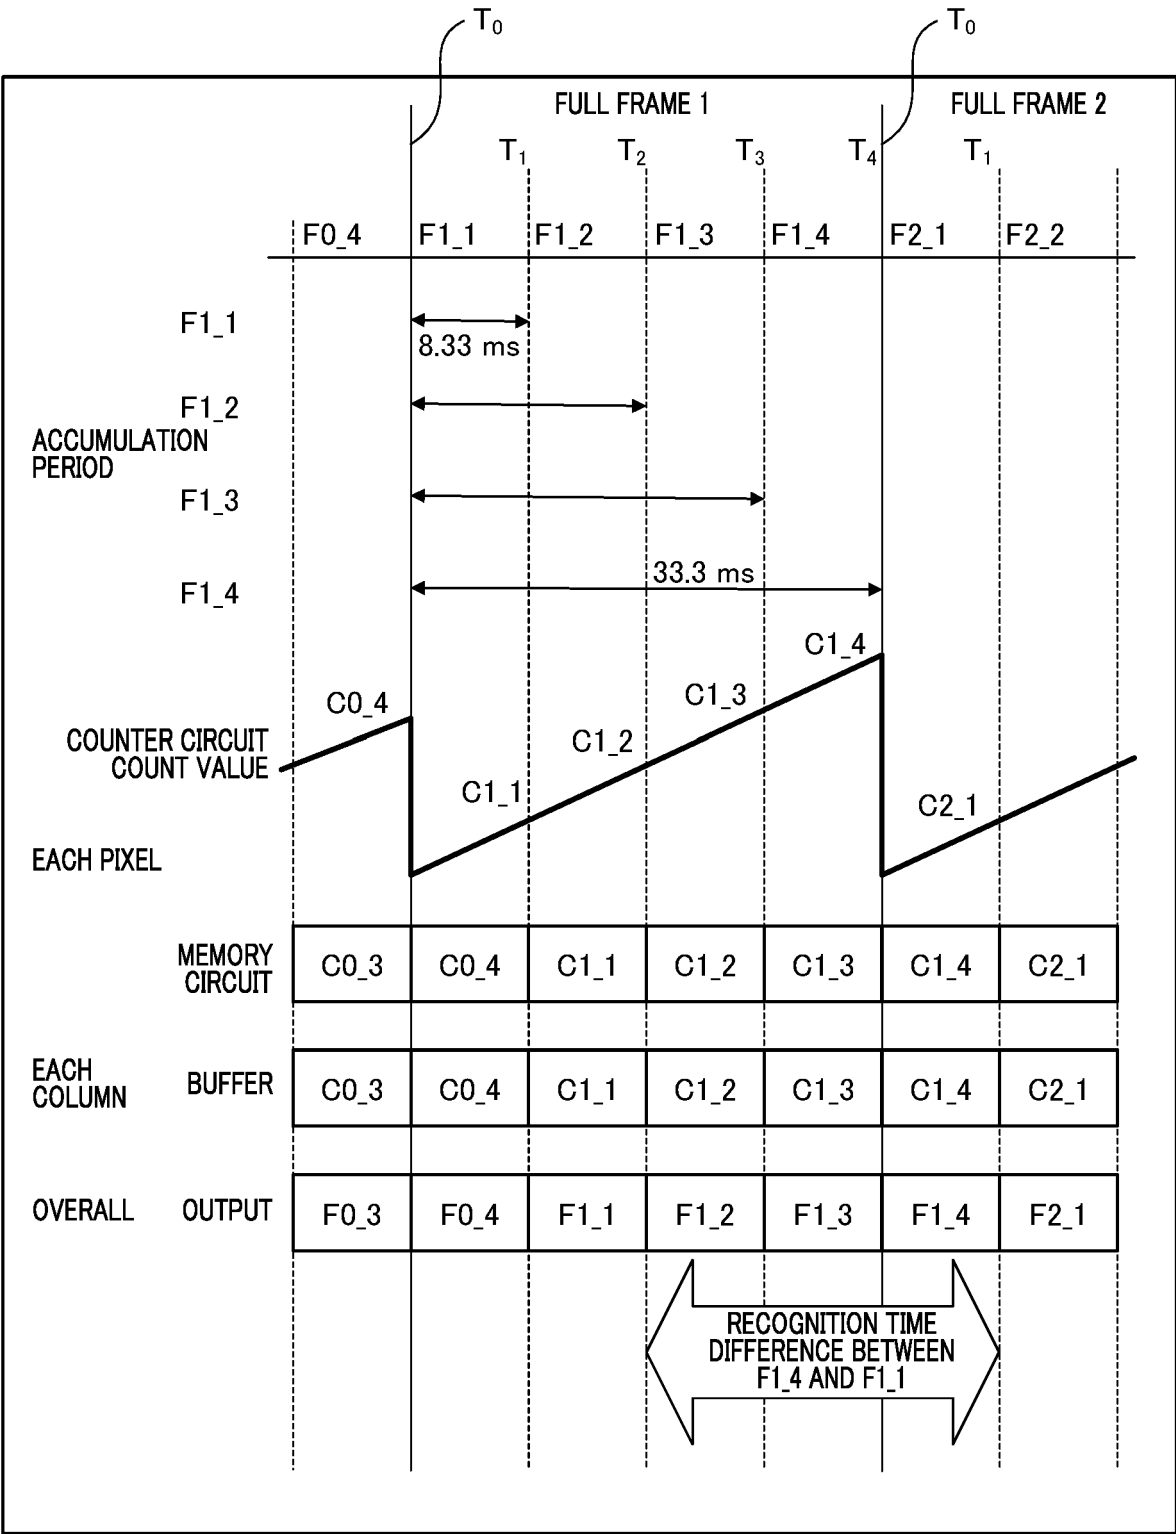 T0 T0
FULL FRAME 1 FULL FRAME 2
T1 T2 T3 T4 T1
F0_4 F1_1 F1_2 F1_3 F1_4 F2_1 F2_2
F1_1
8.33 ms
F1_2
ACCUMULATION
PERIOD
F1_3
33.3 ms
F1_4
C1_4
C0_4 C1_3
COUNTER CIRCUIT
COUNT VALUE
C1_2
C1_1 C2_1
EACH PIXEL
MEMORY
CIRCUIT
C0_3 C0_4 C1_1 C1_2 C1_3 C1_4 C2_1
EACH
COLUMN
BUFFER C0_3 C0_4 C1_1 C1_2 C1_3 C1_4 C2_1
OVERALL OUTPUT F0_3 F0_4 F1_1 F1_2 F1_3 F1_4 F2_1
RECOGNITION TIME
DIFFERENCE BETWEEN
F1_4 AND F1_1